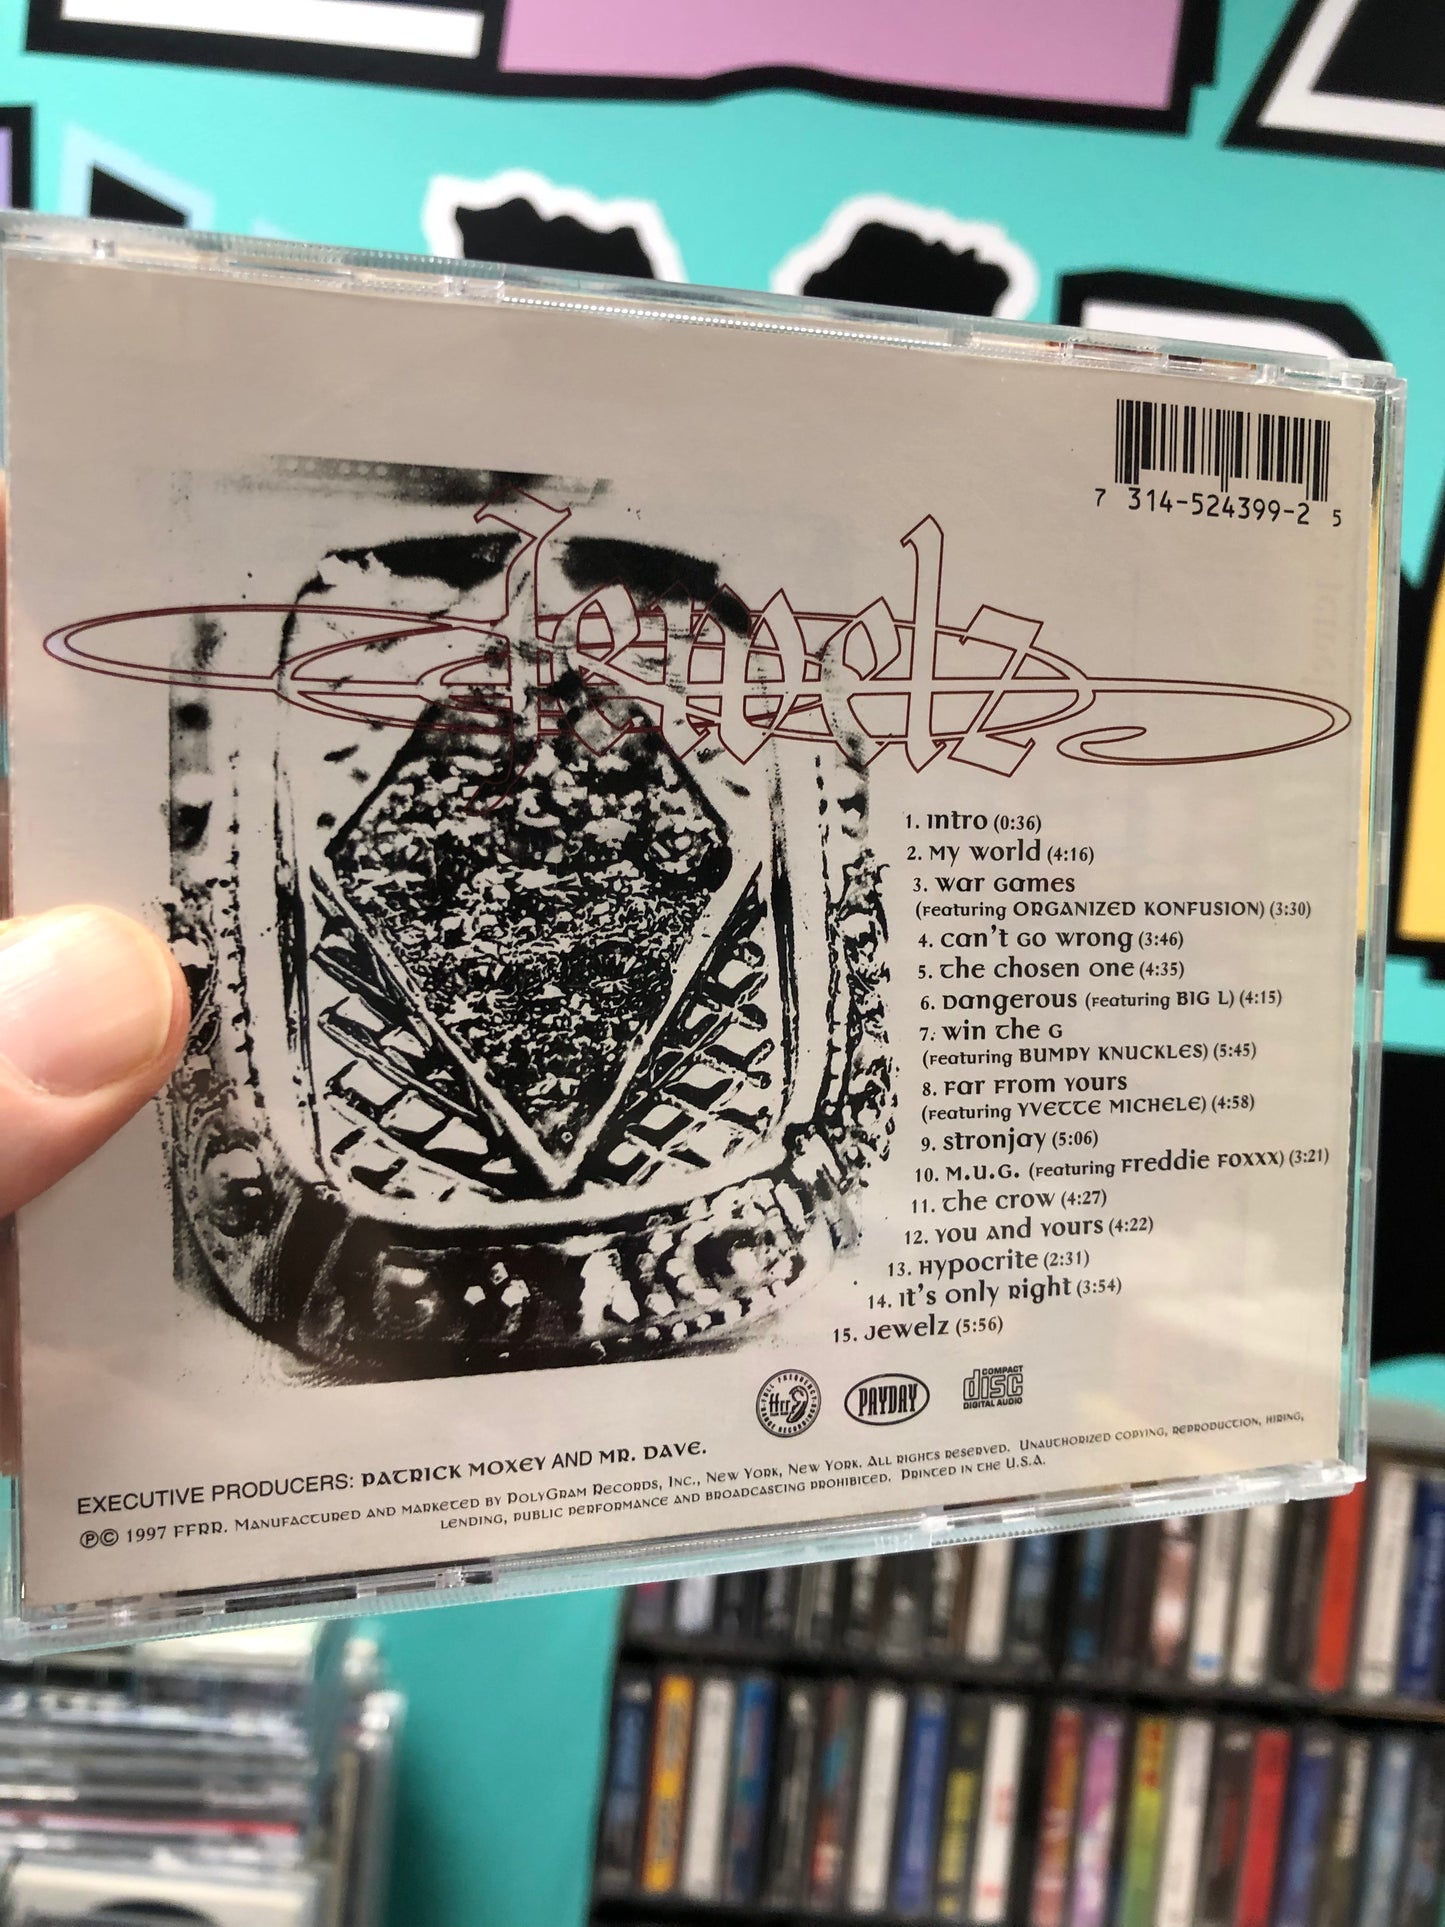 7 314-524399-2 5
Jewelz
1. Intro (0:36)
2. My World (4:16)
3. War Games
(Featuring ORGANIZED KONFUSION) (3:30)
4. Can't Go Wrong (3:46)
5. The Chosen One (4:35)
6. Dangerous (Featuring BIG L) (4:15)
7. Win The G
(Featuring BUMPY KNUCKLES) (5:45)
8. Far From Yours
(Featuring YVETTE MICHELE) (4:58)
9. Stronjay (5:06)
10. M.U.G. (Featuring Freddie Foxxx) (3:21)
11. The Crow (4:27)
12. You And Yours (4:22)
13. Hypocrite (2:31)
14. It's Only Right (3:54)
15. Jewelz (5:56)
FULL FREQUENCY
ffrr
RANGE RECORDINGS
PAYDAY
COMPACT
disc
DIGITAL AUDIO
EXECUTIVE PRODUCERS: PATRICK MOXEY AND MR. DAVE.
℗© 1997 FFRR. Manufactured and marketed by PolyGram Records, Inc., New York, New York. All rights reserved. Unauthorized copying, reproduction, hiring,
lending, public performance and broadcasting prohibited. Printed in the U.S.A.